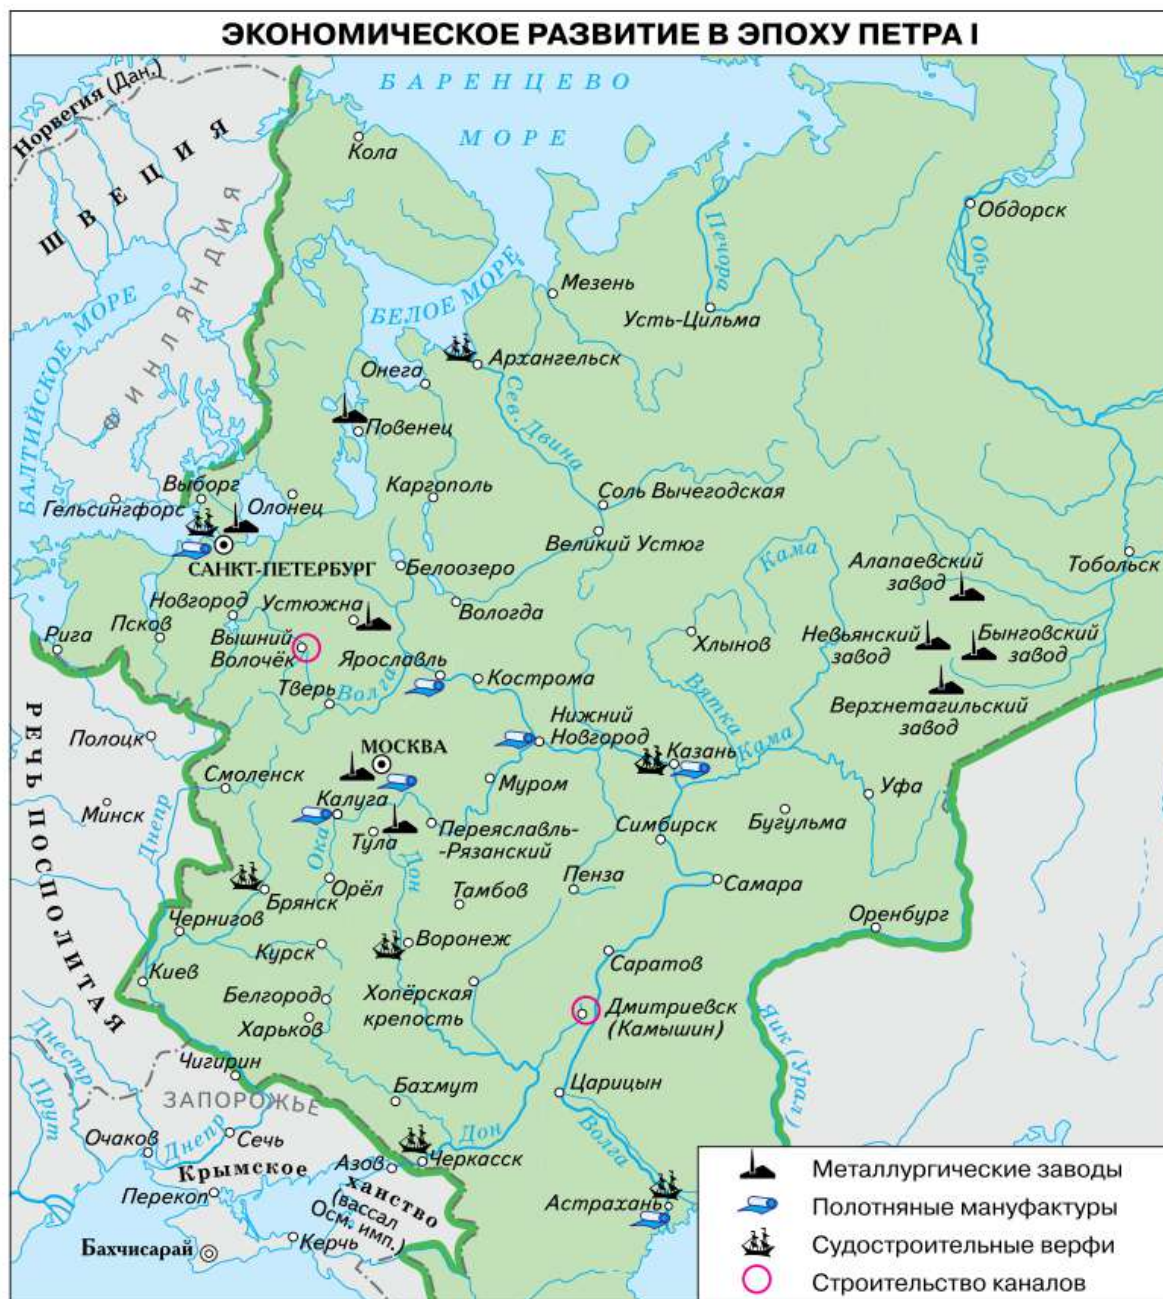 ЭКОНОМИЧЕСКОЕ РАЗВИТИЕ В ЭПОХУ ПЕТРА I
БАРЕНЦЕВО
МОРЕ
Норвегия (Дан.)
ШВЕЦИЯ
ФИНЛЯНДИЯ
БАЛТИЙСКОЕ МОРЕ
Кола
Обдорск
Обь
Печора
Мезень
Усть-Цильма
БЕЛОЕ МОРЕ
Архангельск
Онега
Сев. Двина
Повенец
Выборг
Гельсингфорс
Олонец
Каргополь
Соль Вычегодская
Великий Устюг
САНКТ-ПЕТЕРБУРГ
Белоозеро
Кама
Алапаевский
завод
Тобольск
Новгород
Устюжна
Вологда
Псков
Рига
Вышний
Волочёк
Хлынов
Невьянский
завод
Бынговский
завод
Ярославль
Кострома
Тверь
Волга
Вятка
Верхнетагильский
завод
РЕЧЬ ПОСПОЛИТАЯ
Полоцк
МОСКВА
Нижний
Новгород
Казань
Кама
Смоленск
Муром
Уфа
Минск
Днепр
Калуга
Переяславль-
-Рязанский
Симбирск
Бугульма
Тула
Ока
Дон
Орёл
Тамбов
Пенза
Самара
Брянск
Чернигов
Оренбург
Курск
Воронеж
Саратов
Киев
Белгород
Хопёрская
крепость
Дмитриевск
(Камышин)
Харьков
Яик (Урал)
Днестр
Чигирин
Бахмут
Царицын
ЗАПОРОЖЬЕ
Прут
Очаков
Днепр
Сечь
Дон
Волга
Черкасск
Азов
Крымское
ханство
(вассал
Осм. имп.)
Перекоп
Астрахань
Бахчисарай
Керчь
Металлургические заводы
Полотняные мануфактуры
Судостроительные верфи
Строительство каналов